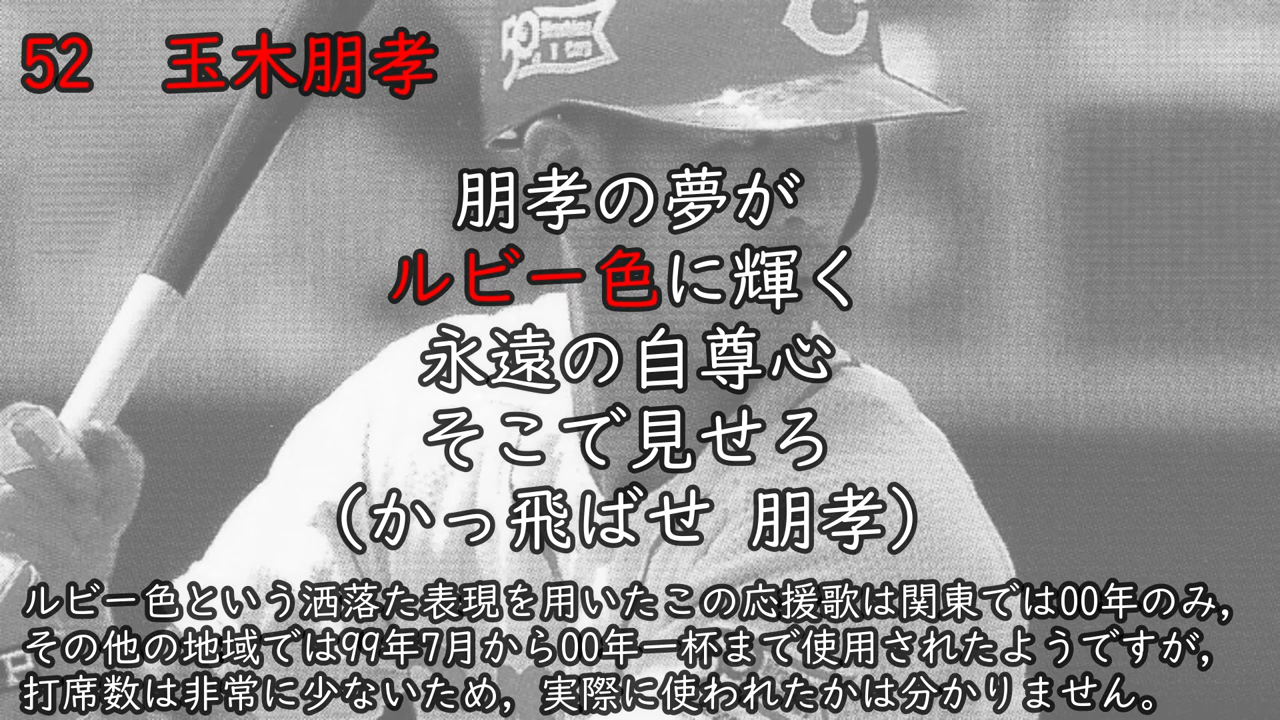 52 玉木朋孝
朋孝の夢が
ルビー色に輝く
永遠の自尊心
そこで見せろ
（かっ飛ばせ 朋孝）
ルビー色という洒落た表現を用いたこの応援歌は関東では00年のみ，
その他の地域では99年7月から00年一杯まで使用されたようですが，
打席数は非常に少ないため，実際に使われたかは分かりません。
C